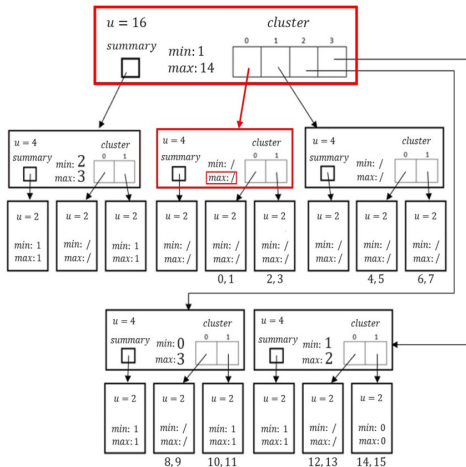 u = 16 cluster
summary min: 1
max: 14
0 1 2 3
u = 4 cluster
summary min: 2 0 1
max: 3
u = 4 cluster
summary min: / 0 1
max: /
u = 4 cluster
summary min: / 0 1
max: /
u = 2 u = 2 u = 2 u = 2 u = 2 u = 2 u = 2 u = 2 u = 2
min: 1 min: / min: 1 min: / min: / min: / min: / min: / min: /
max: 1 max: / max: 1 max: / max: / max: / max: / max: / max: /
0, 1 2, 3 4, 5 6, 7
u = 4 cluster
summary min: 0 0 1
max: 3
u = 4 cluster
summary min: 1 0 1
max: 2
u = 2 u = 2 u = 2 u = 2 u = 2 u = 2
min: 1 min: / min: 1 min: 1 min: / min: 0
max: 1 max: / max: 1 max: 1 max: / max: 0
8, 9 10, 11 12, 13 14, 15